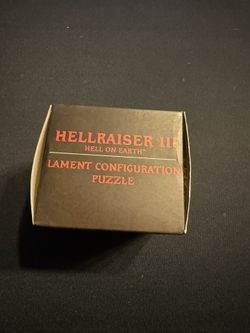 HELLRAISER III
HELL ON EARTH™
LAMENT CONFIGURATION
PUZZLE